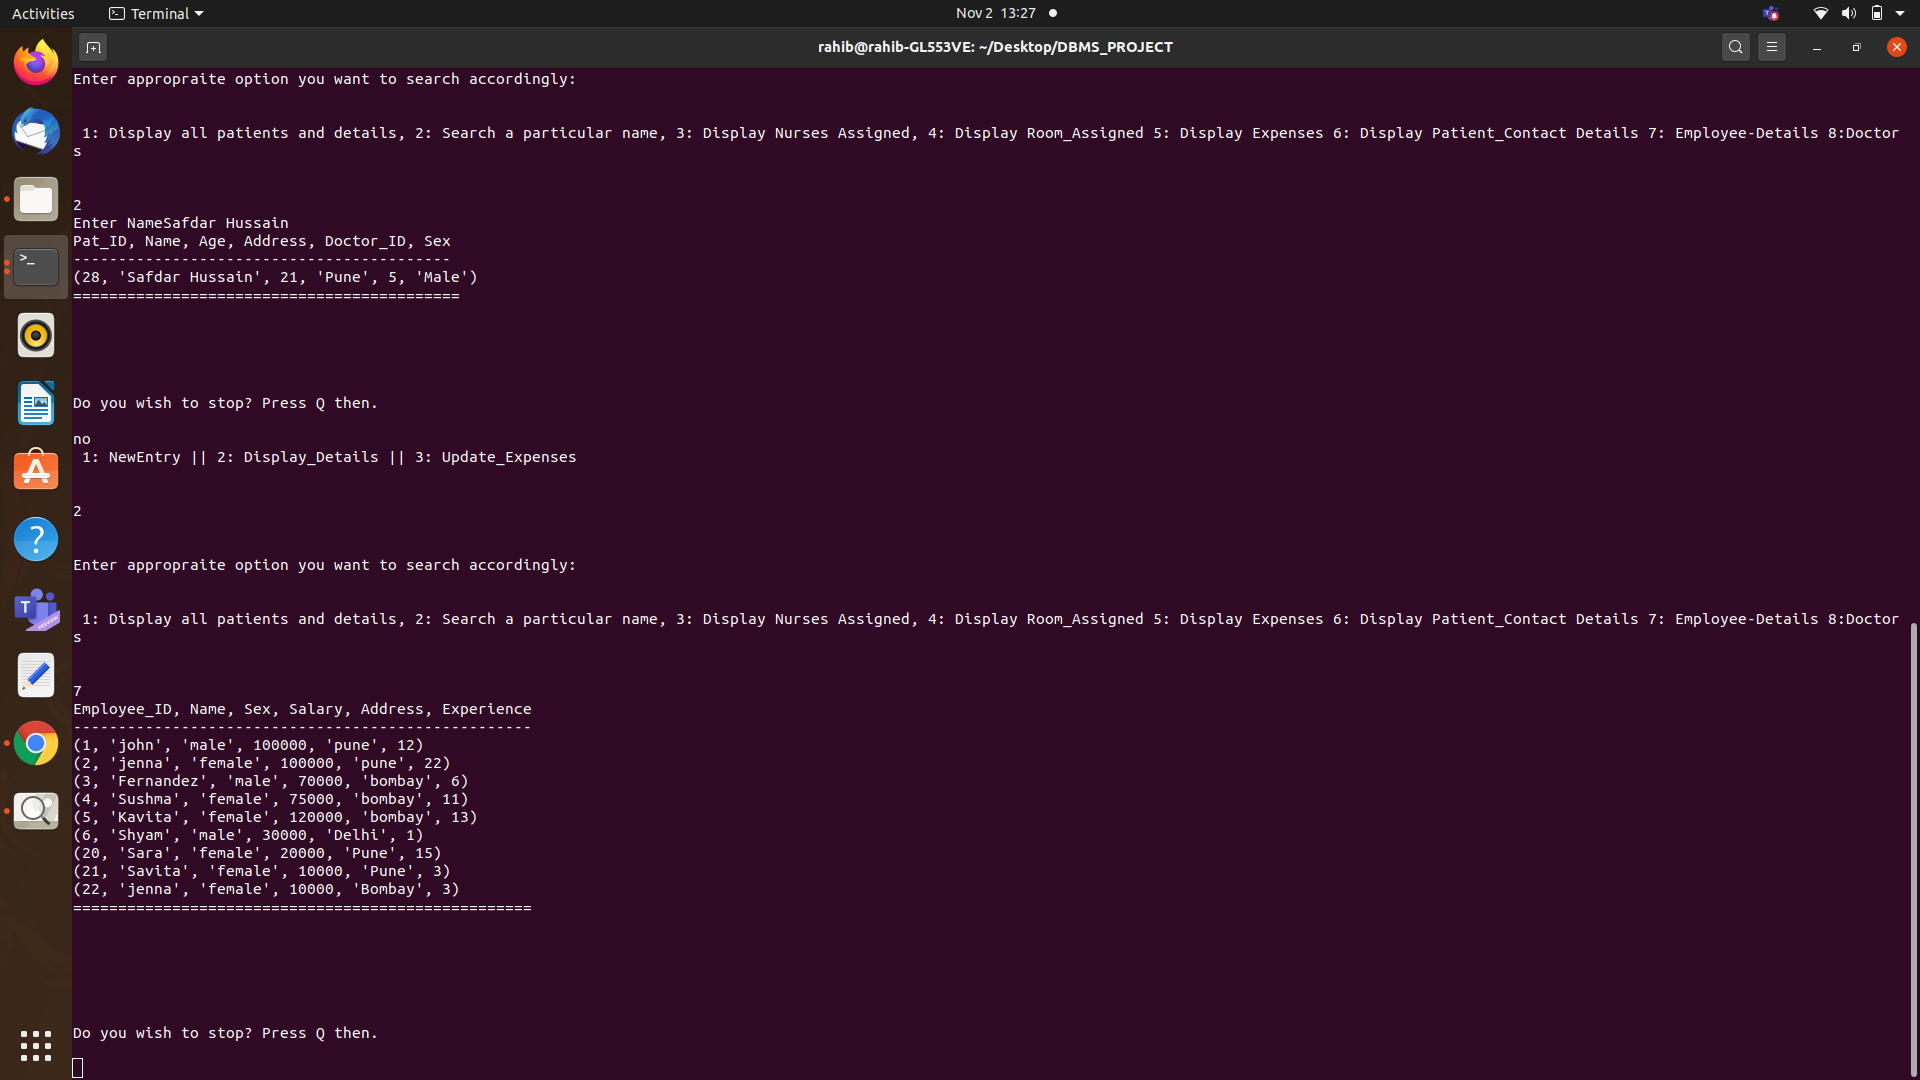 Activities Terminal Nov 2 13:27
rahib@rahib-GL553VE: ~/Desktop/DBMS_PROJECT
Enter appropraite option you want to search accordingly:
1: Display all patients and details, 2: Search a particular name, 3: Display Nurses Assigned, 4: Display Room_Assigned 5: Display Expenses 6: Display Patient_Contact Details 7: Employee-Details 8:Doctor
s
2
Enter NameSafdar Hussain
Pat_ID, Name, Age, Address, Doctor_ID, Sex
------------------------------------------
(28, 'Safdar Hussain', 21, 'Pune', 5, 'Male')
===========================================
Do you wish to stop? Press Q then.
no
1: NewEntry || 2: Display_Details || 3: Update_Expenses
2
Enter appropraite option you want to search accordingly:
1: Display all patients and details, 2: Search a particular name, 3: Display Nurses Assigned, 4: Display Room_Assigned 5: Display Expenses 6: Display Patient_Contact Details 7: Employee-Details 8:Doctor
s
7
Employee_ID, Name, Sex, Salary, Address, Experience
---------------------------------------------------
(1, 'john', 'male', 100000, 'pune', 12)
(2, 'jenna', 'female', 100000, 'pune', 22)
(3, 'Fernandez', 'male', 70000, 'bombay', 6)
(4, 'Sushma', 'female', 75000, 'bombay', 11)
(5, 'Kavita', 'female', 120000, 'bombay', 13)
(6, 'Shyam', 'male', 30000, 'Delhi', 1)
(20, 'Sara', 'female', 20000, 'Pune', 15)
(21, 'Savita', 'female', 10000, 'Pune', 3)
(22, 'jenna', 'female', 10000, 'Bombay', 3)
===================================================
Do you wish to stop? Press Q then.